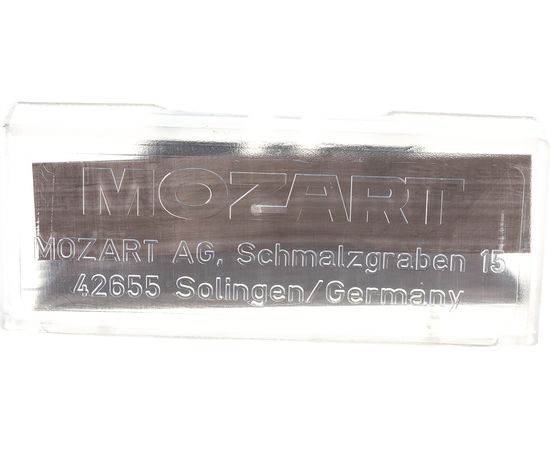 MOZART
MOZART AG, Schmalzgraben 15
42655 Solingen/Germany